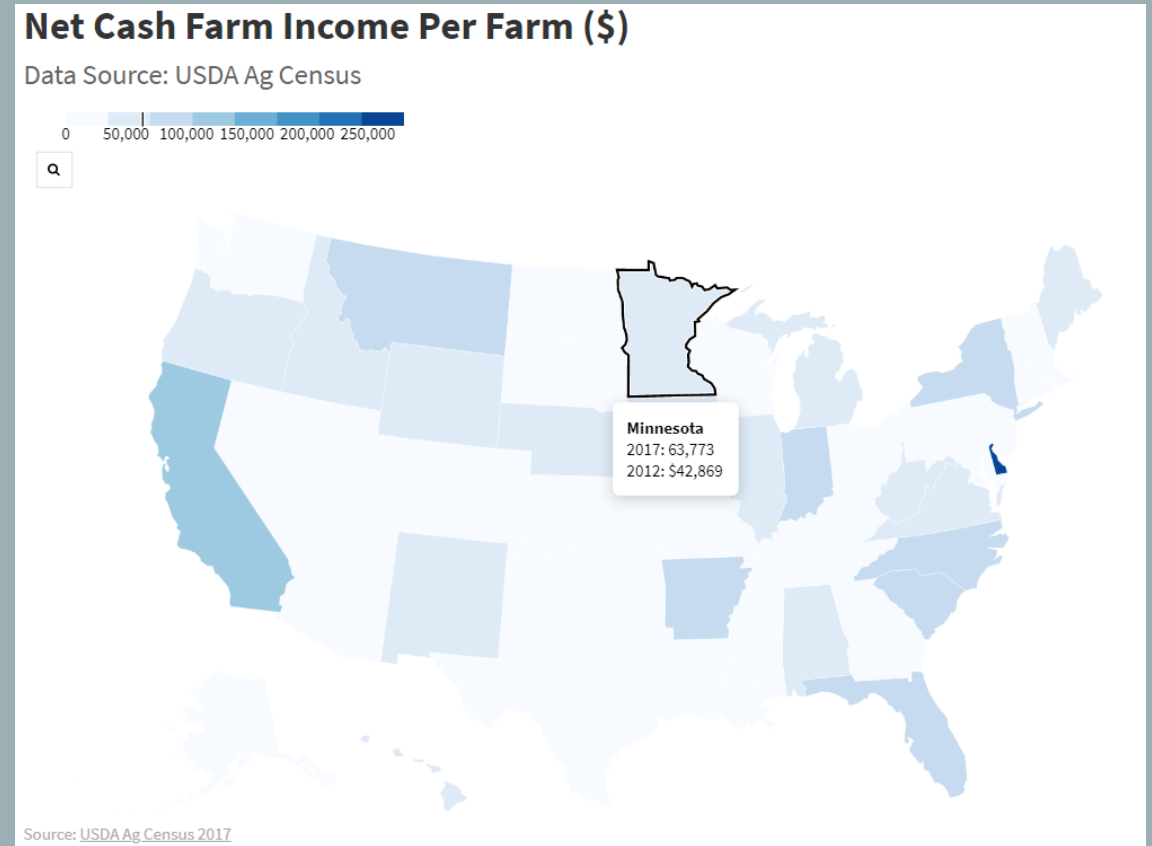 Net Cash Farm Income Per Farm ($)
Data Source: USDA Ag Census
0 50,000 100,000 150,000 200,000 250,000
Minnesota
2017: 63,773
2012: $42,869
Source: USDA Ag Census 2017